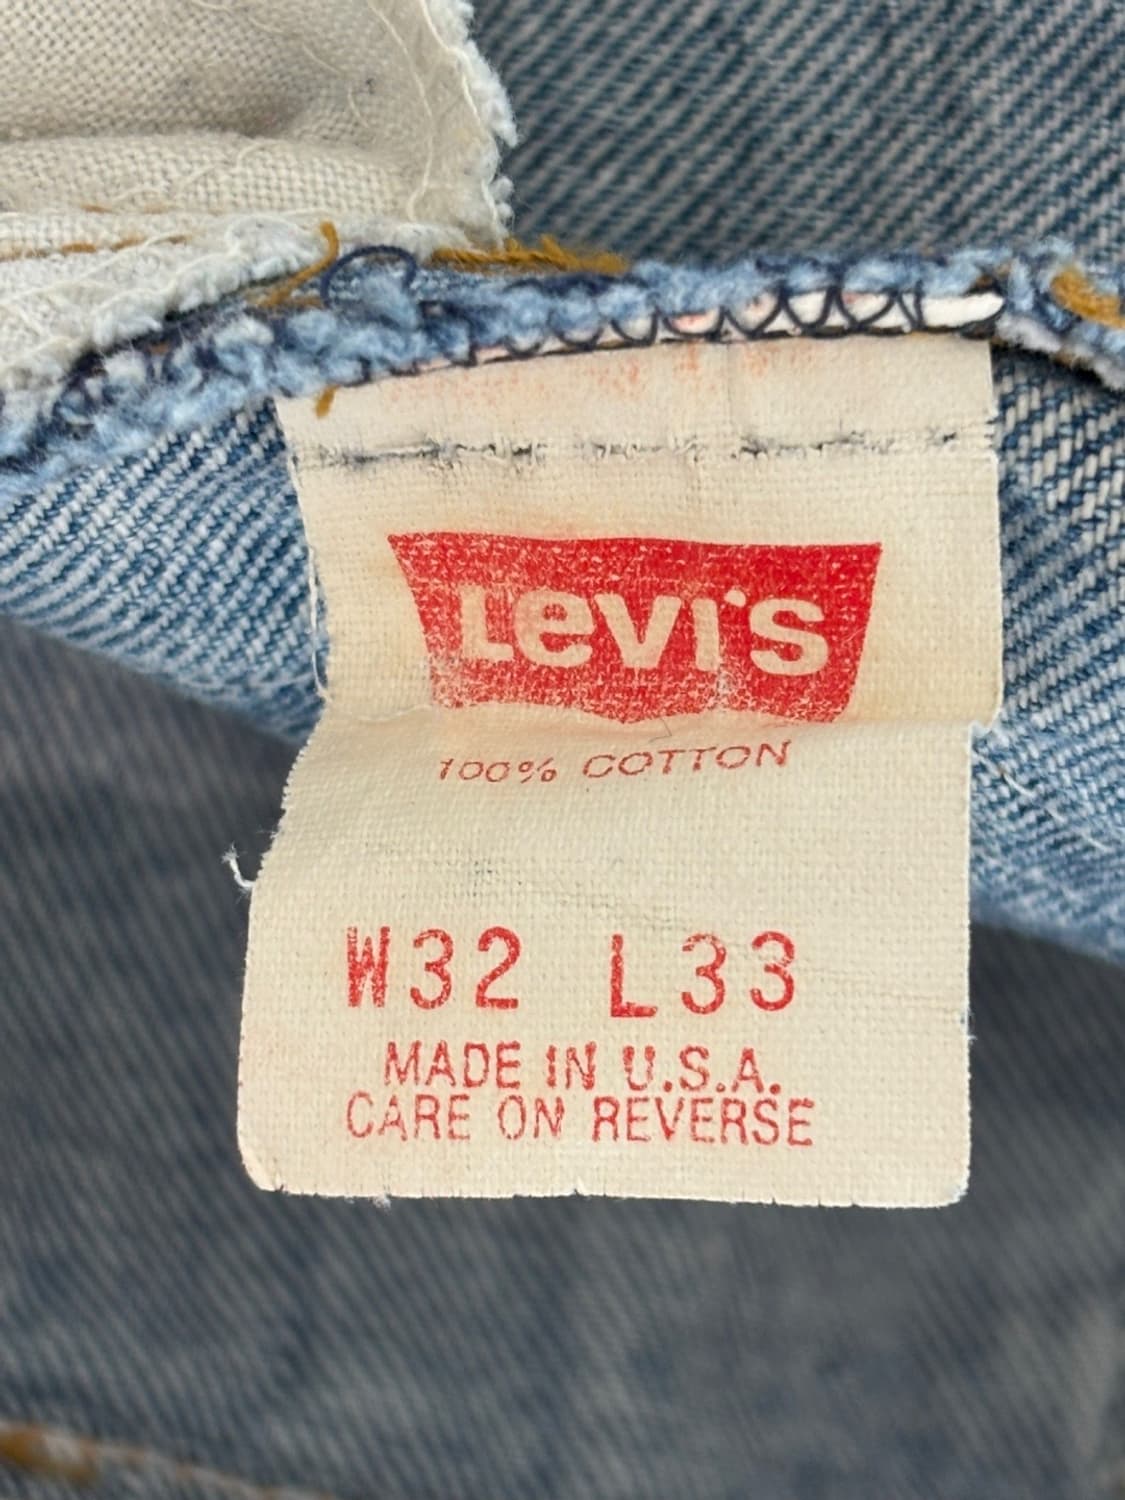 Levi's
100% COTTON
W32 L33
MADE IN U.S.A.
CARE ON REVERSE